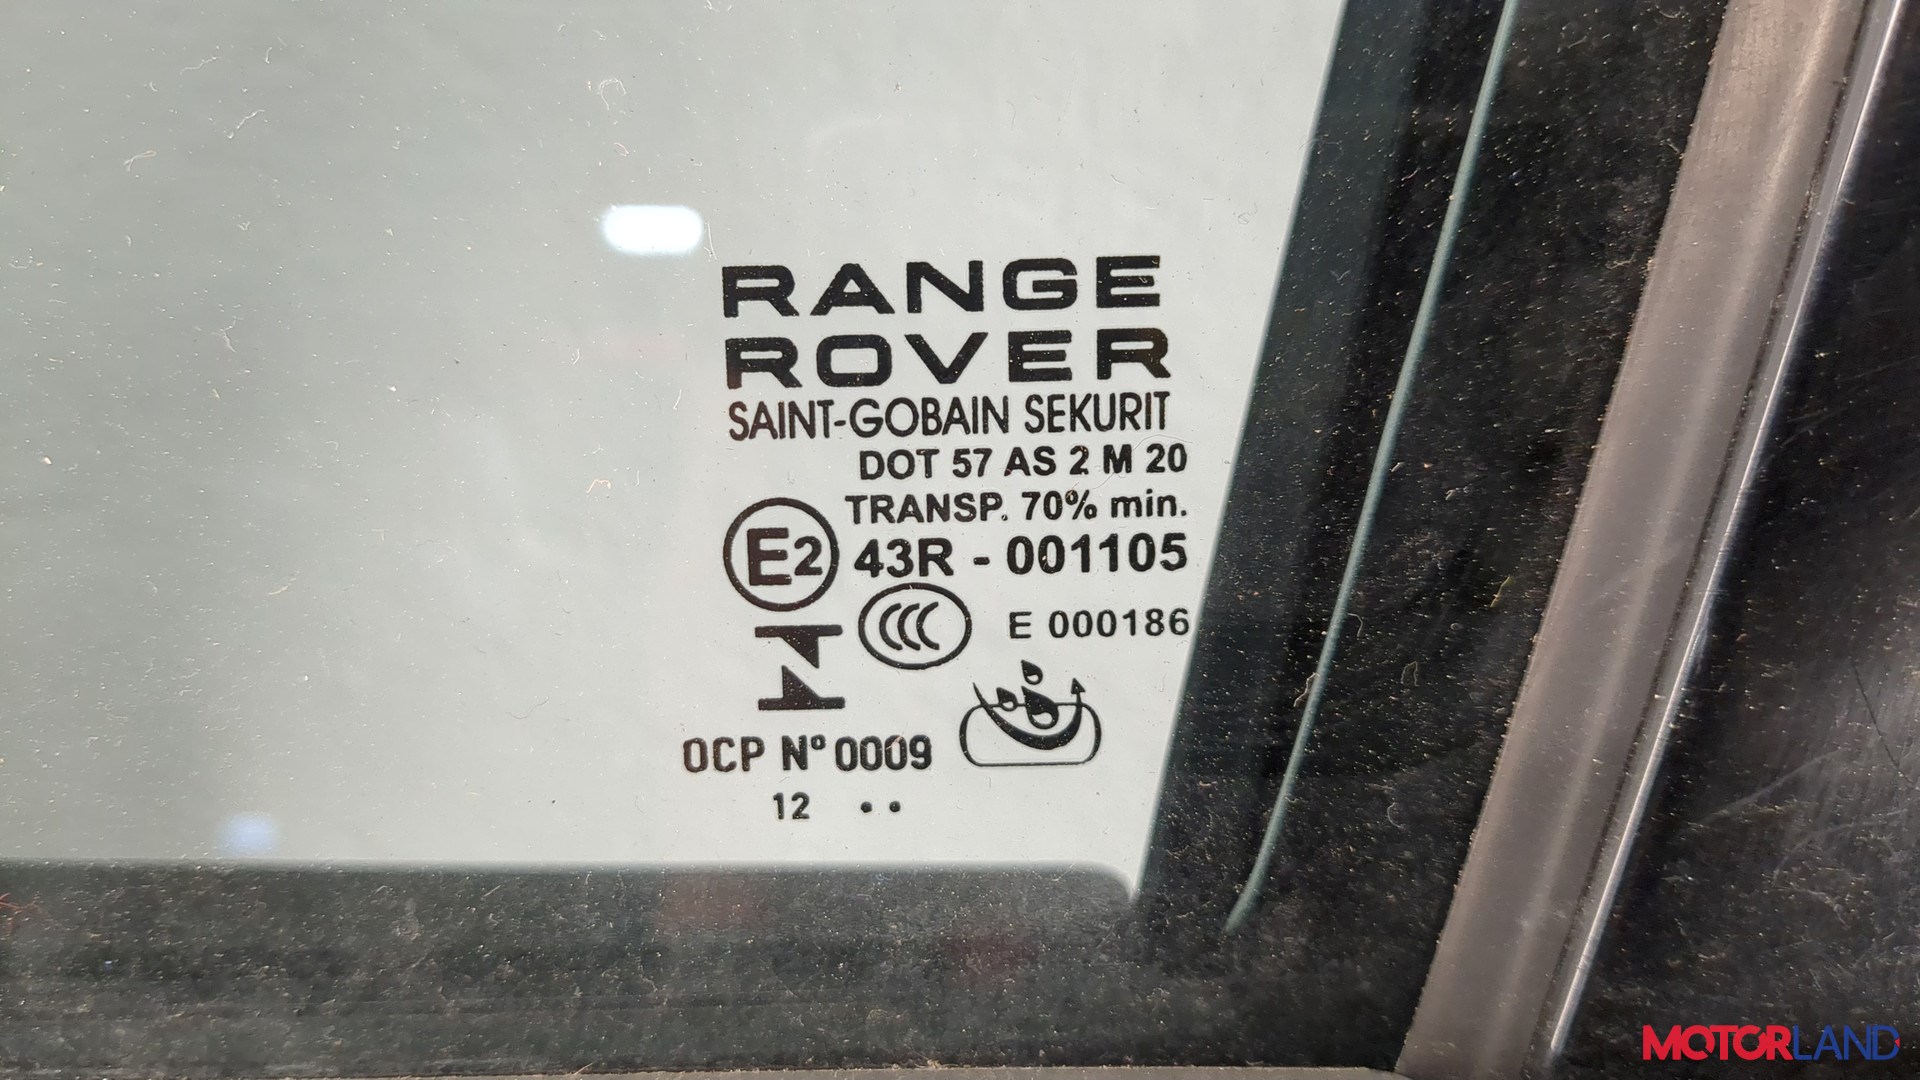 RANGE
ROVER
SAINT-GOBAIN SEKURIT
DOT 57 AS 2 M 20
TRANSP. 70% min.
E2 43R - 001105
CCC E 000186
OCP Nº 0009
12 ..
MOTORLAND